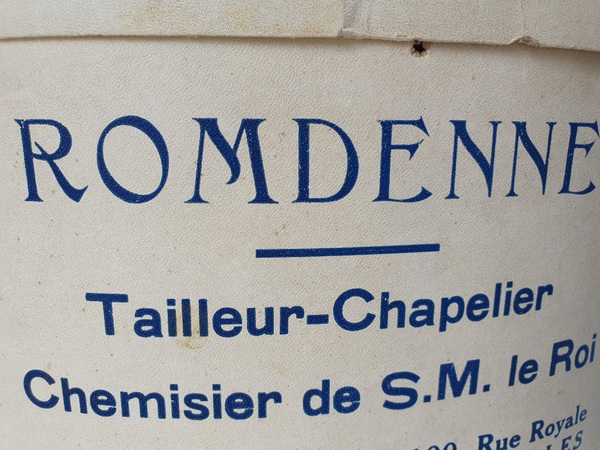 ROMDENNE
Tailleur-Chapelier
Chemisier de S.M. le Roi
Rue Royale